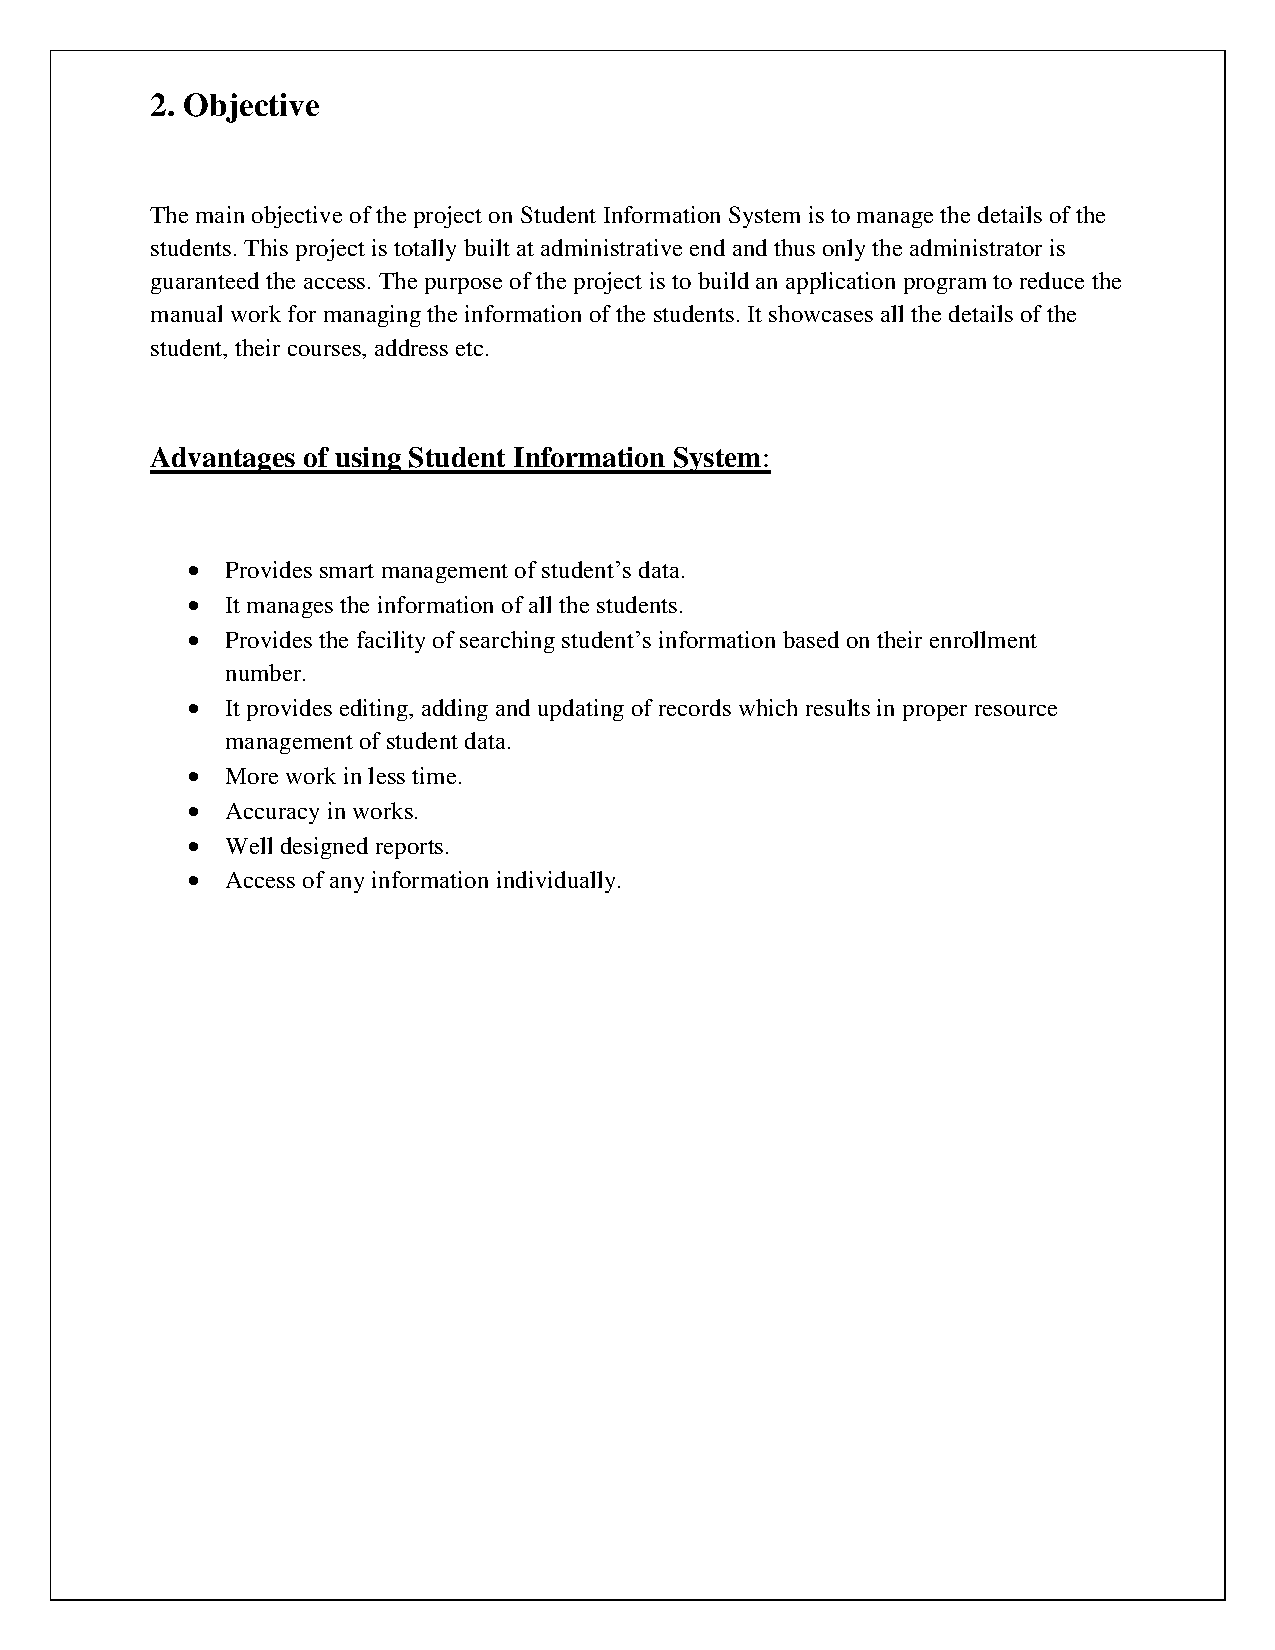 2. Objective
The main objective of the project on Student Information System is to manage the details of the
students. This project is totally built at administrative end and thus only the administrator is
guaranteed the access. The purpose of the project is to build an application program to reduce the
manual work for managing the information of the students. It showcases all the details of the
student, their courses, address etc.
Advantages of using Student Information System:
• Provides smart management of student’s data.
• It manages the information of all the students.
• Provides the facility of searching student’s information based on their enrollment
number.
• It provides editing, adding and updating of records which results in proper resource
management of student data.
• More work in less time.
• Accuracy in works.
• Well designed reports.
• Access of any information individually.